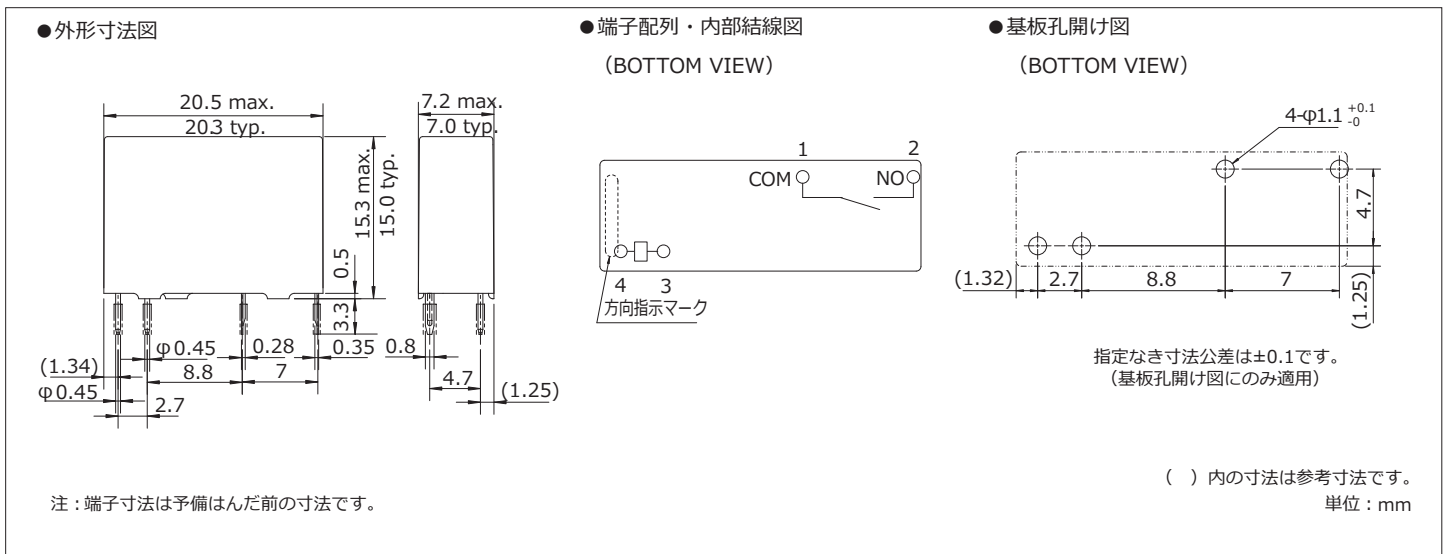 ●外形寸法図
20.5 max.
20.3 typ.
7.2 max.
7.0 typ.
15.3 max.
15.0 typ.
0.5
3.3
φ0.45
0.28
0.35
0.8
(1.34)
8.8
7
4.7
(1.25)
φ0.45
2.7
注：端子寸法は予備はんだ前の寸法です。
●端子配列・内部結線図
（BOTTOM VIEW）
1
2
COM
NO
4
3
方向指示マーク
●基板孔開け図
（BOTTOM VIEW）
4-φ1.1 +0.1 -0
4.7
(1.32)
2.7
8.8
7
(1.25)
指定なき寸法公差は±0.1です。
（基板孔開け図にのみ適用）
（　）内の寸法は参考寸法です。
単位：mm